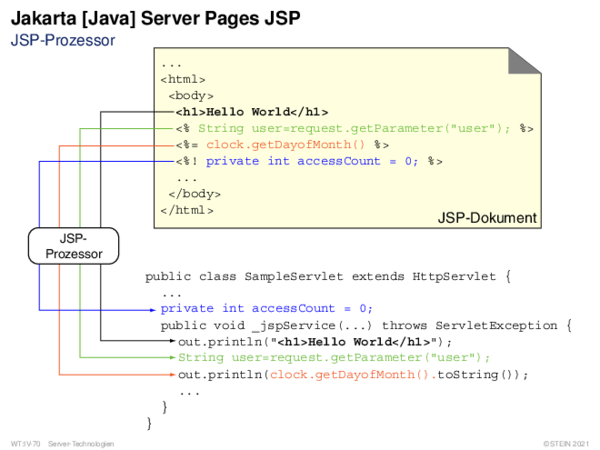 Jakarta [Java] Server Pages JSP
JSP-Prozessor
...
<html>
<body>
<h1>Hello World</h1>
<% String user=request.getParameter("user"); %>
<%= clock.getDayofMonth() %>
<%! private int accessCount = 0; %>
...
</body>
</html>
JSP-Dokument
JSP-
Prozessor
public class SampleServlet extends HttpServlet {
...
private int accessCount = 0;
public void _jspService(...) throws ServletException {
out.println("<h1>Hello World</h1>");
String user=request.getParameter("user");
out.println(clock.getDayofMonth().toString());
...
}
}
WT:IV-70 Server-Technologien
©STEIN 2021